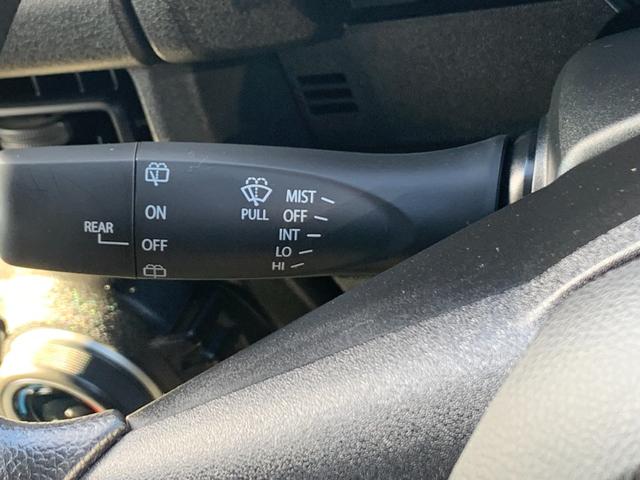 REAR
ON
OFF
PULL
MIST
OFF
INT
LO
HI